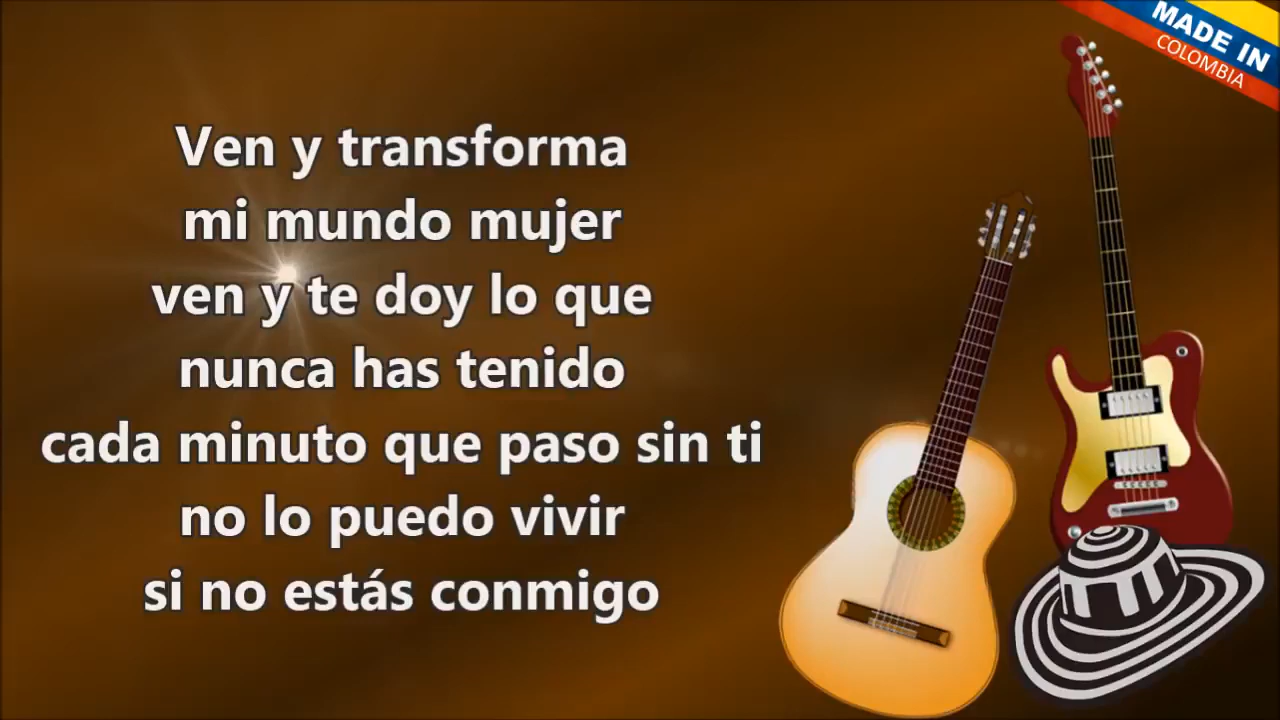 MADE IN
COLOMBIA
Ven y transforma
mi mundo mujer
ven y te doy lo que
nunca has tenido
cada minuto que paso sin ti
no lo puedo vivir
si no estás conmigo